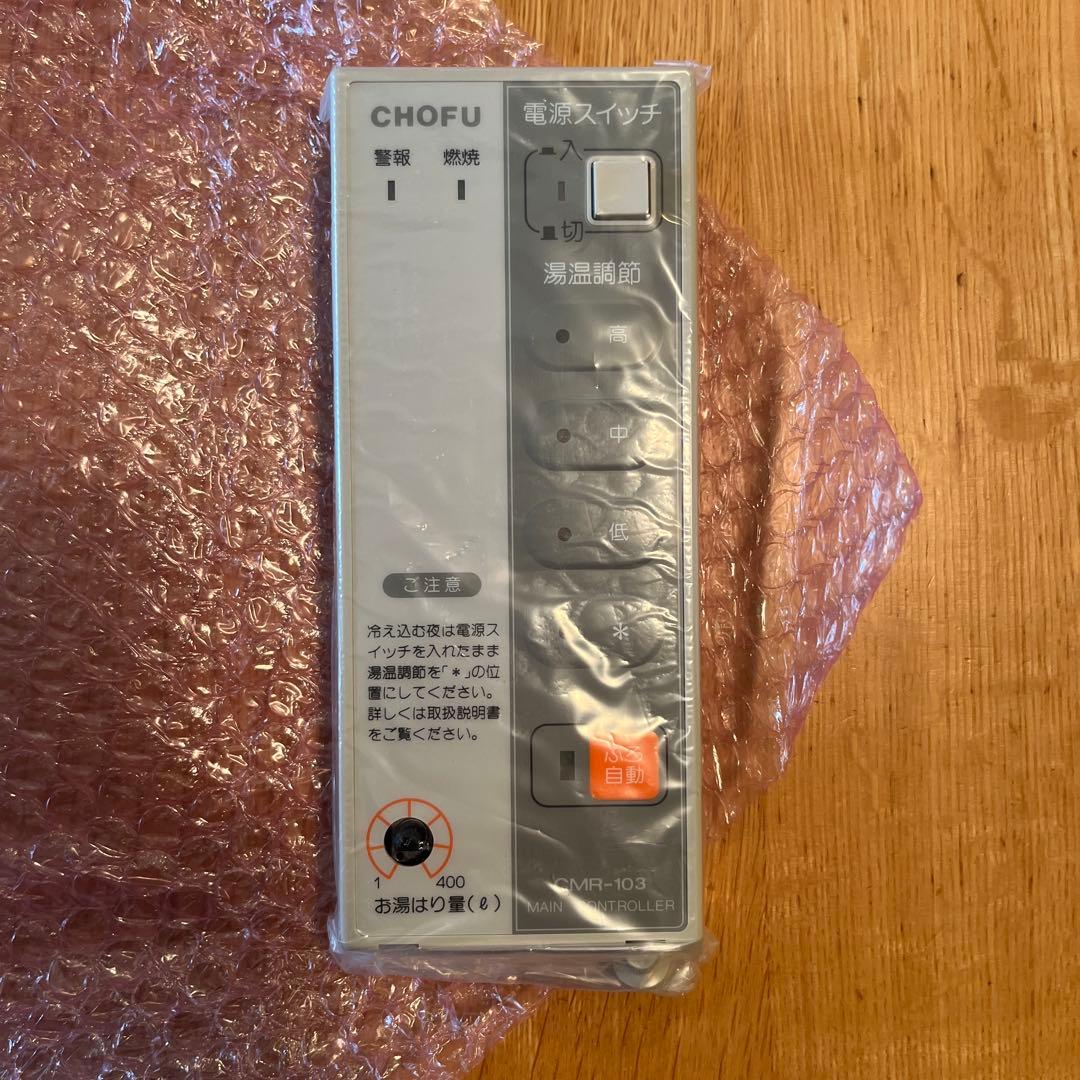 CHOFU
警報 燃焼
電源スイッチ
入
切
湯温調節
高
中
低
*
ご注意
冷え込む夜は電源ス
イッチを入れたまま
湯温調節を「*」の位
置にしてください。
詳しくは取扱説明書
をご覧ください。
ふろ
自動
1 400
お湯はり量(ℓ)
CMR-103
MAIN CONTROLLER